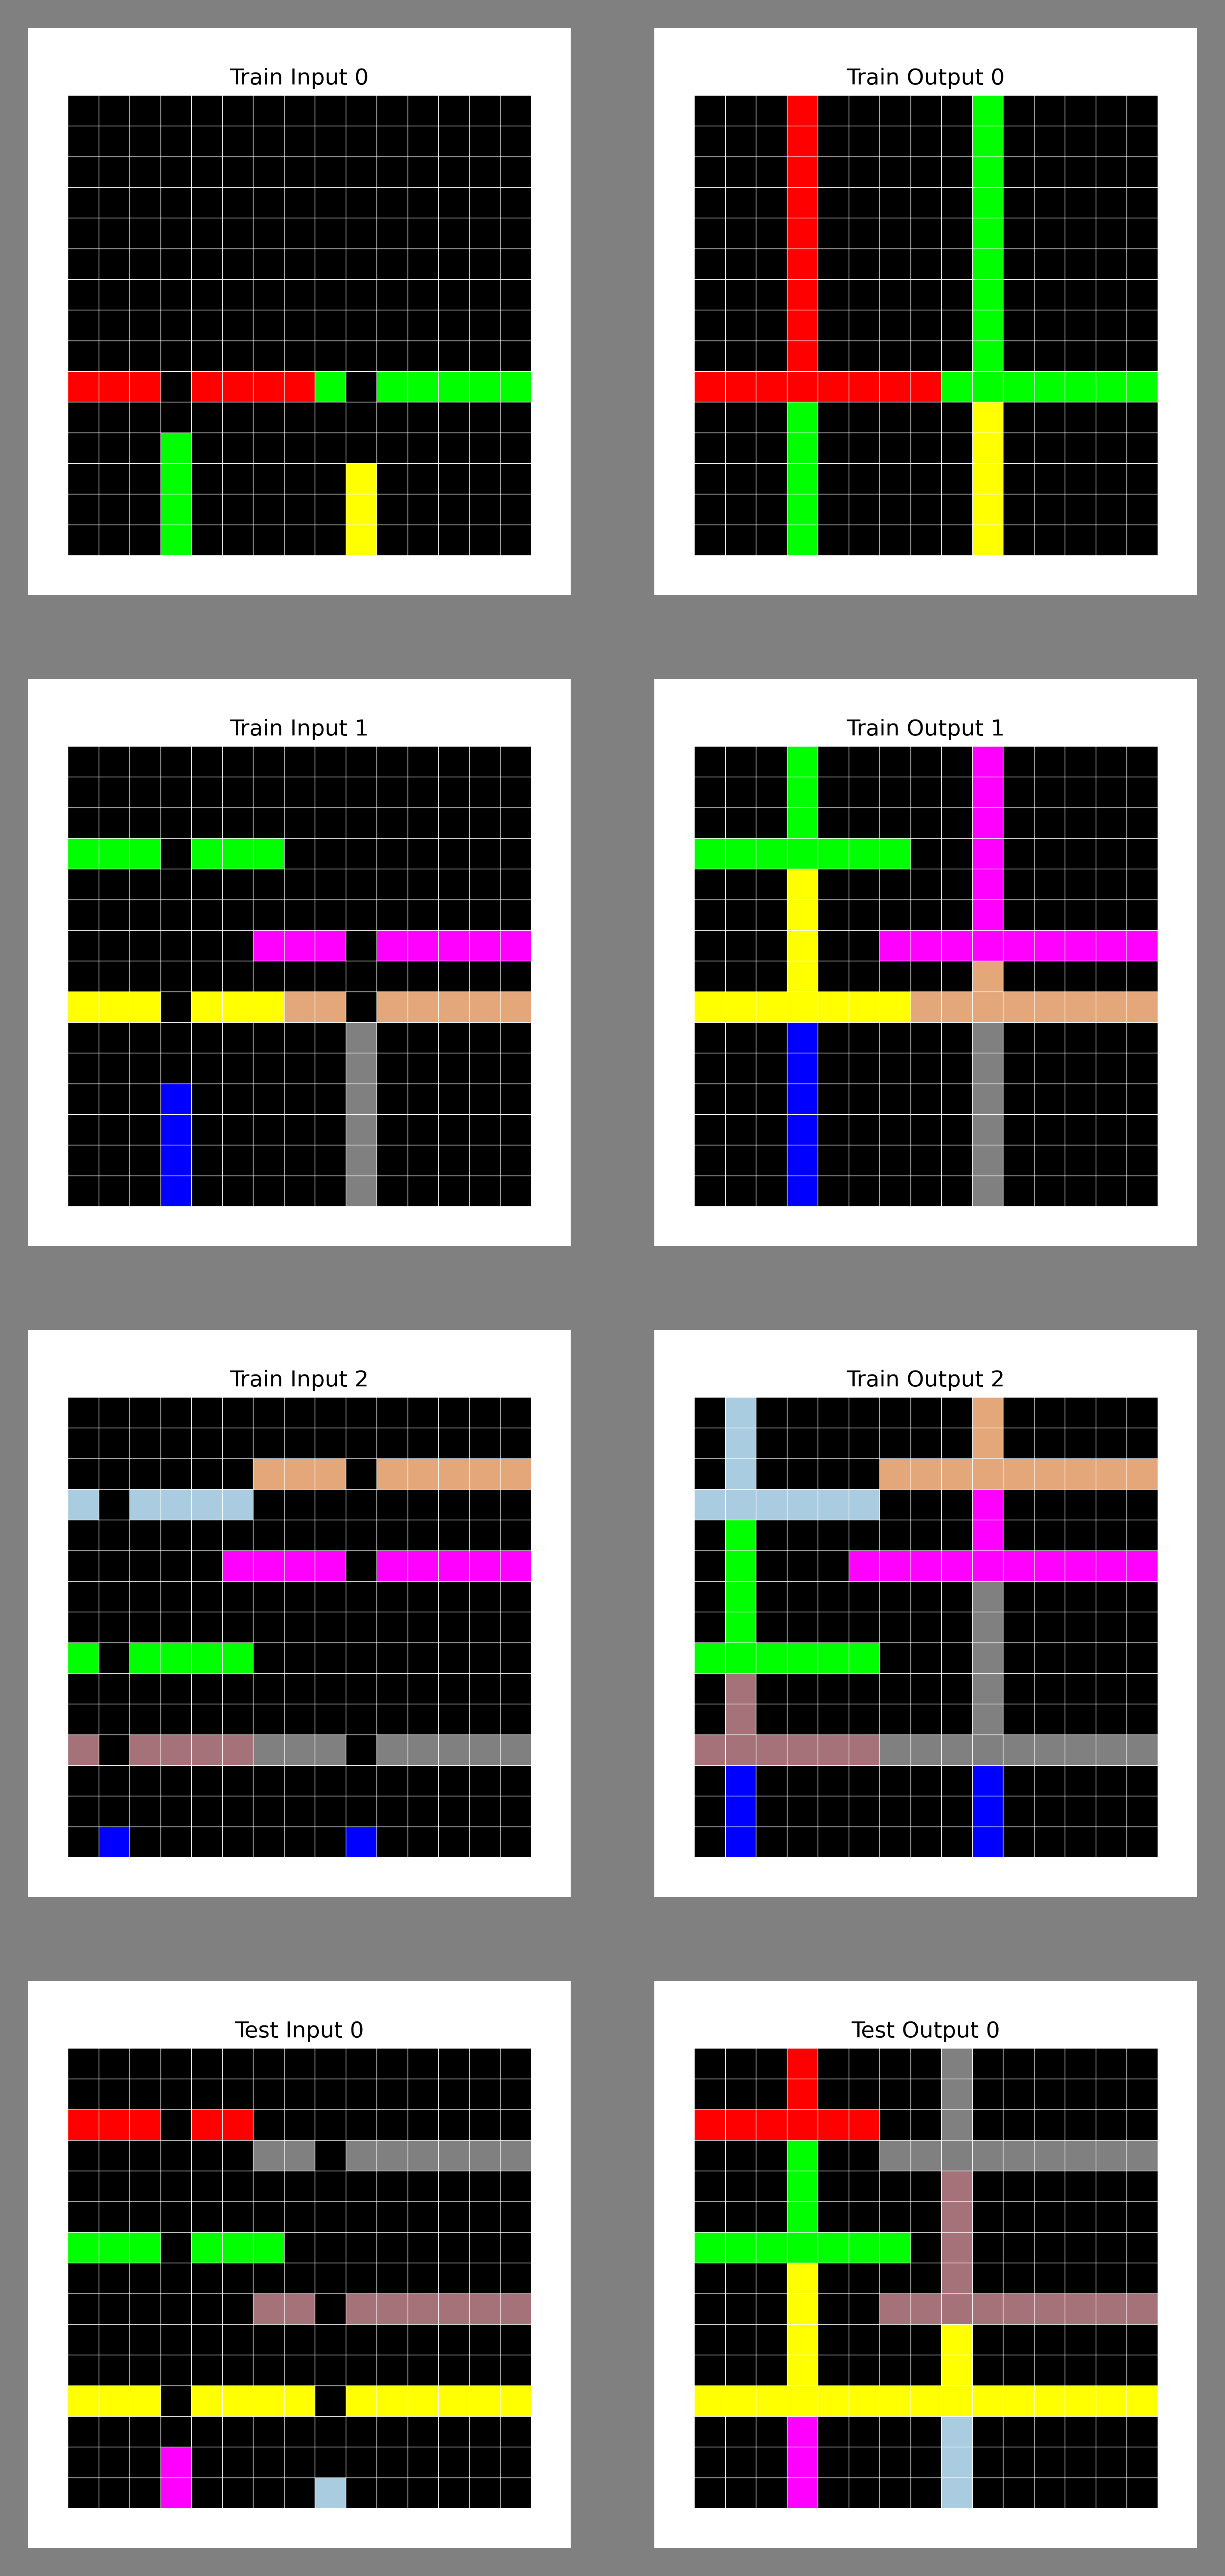 Train Input 0
Train Output 0
Train Input 1
Train Output 1
Train Input 2
Train Output 2
Test Input 0
Test Output 0